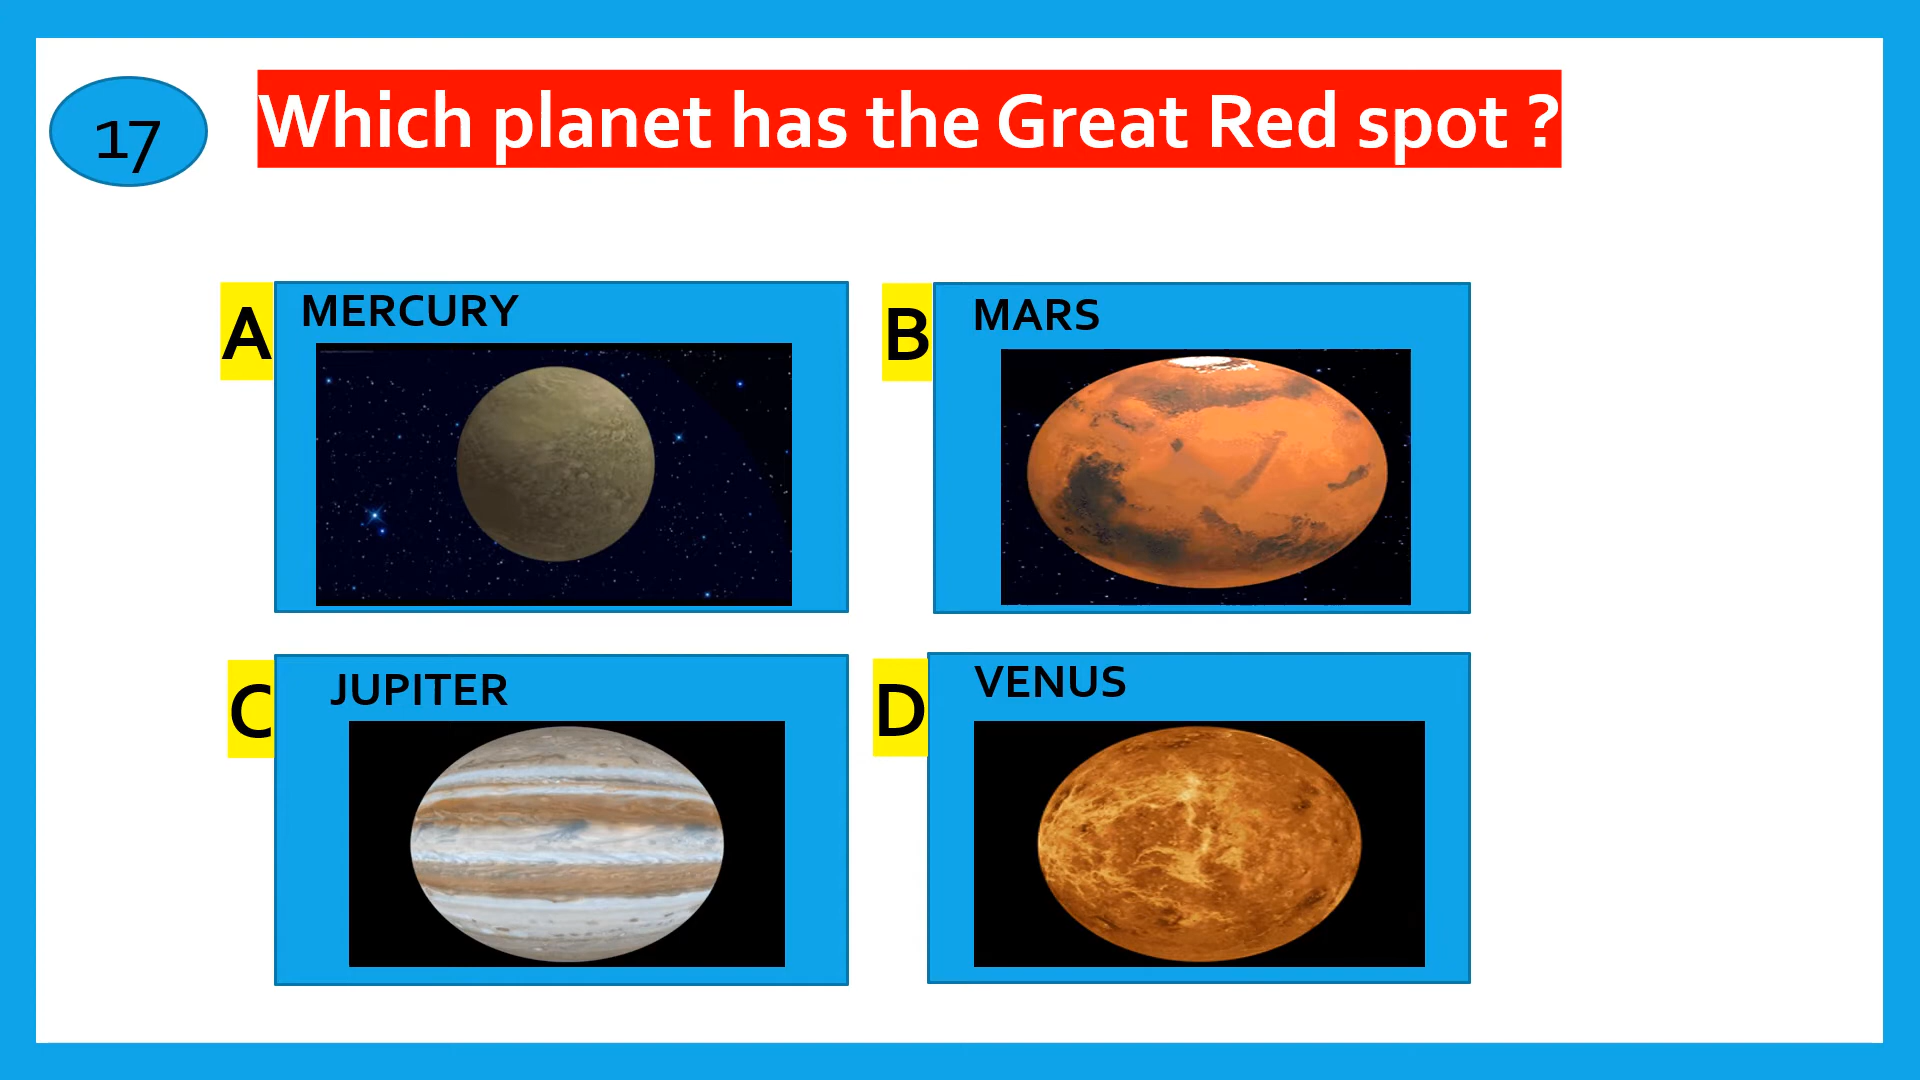 17
Which planet has the Great Red spot ?
A
MERCURY
B
MARS
C
JUPITER
D
VENUS